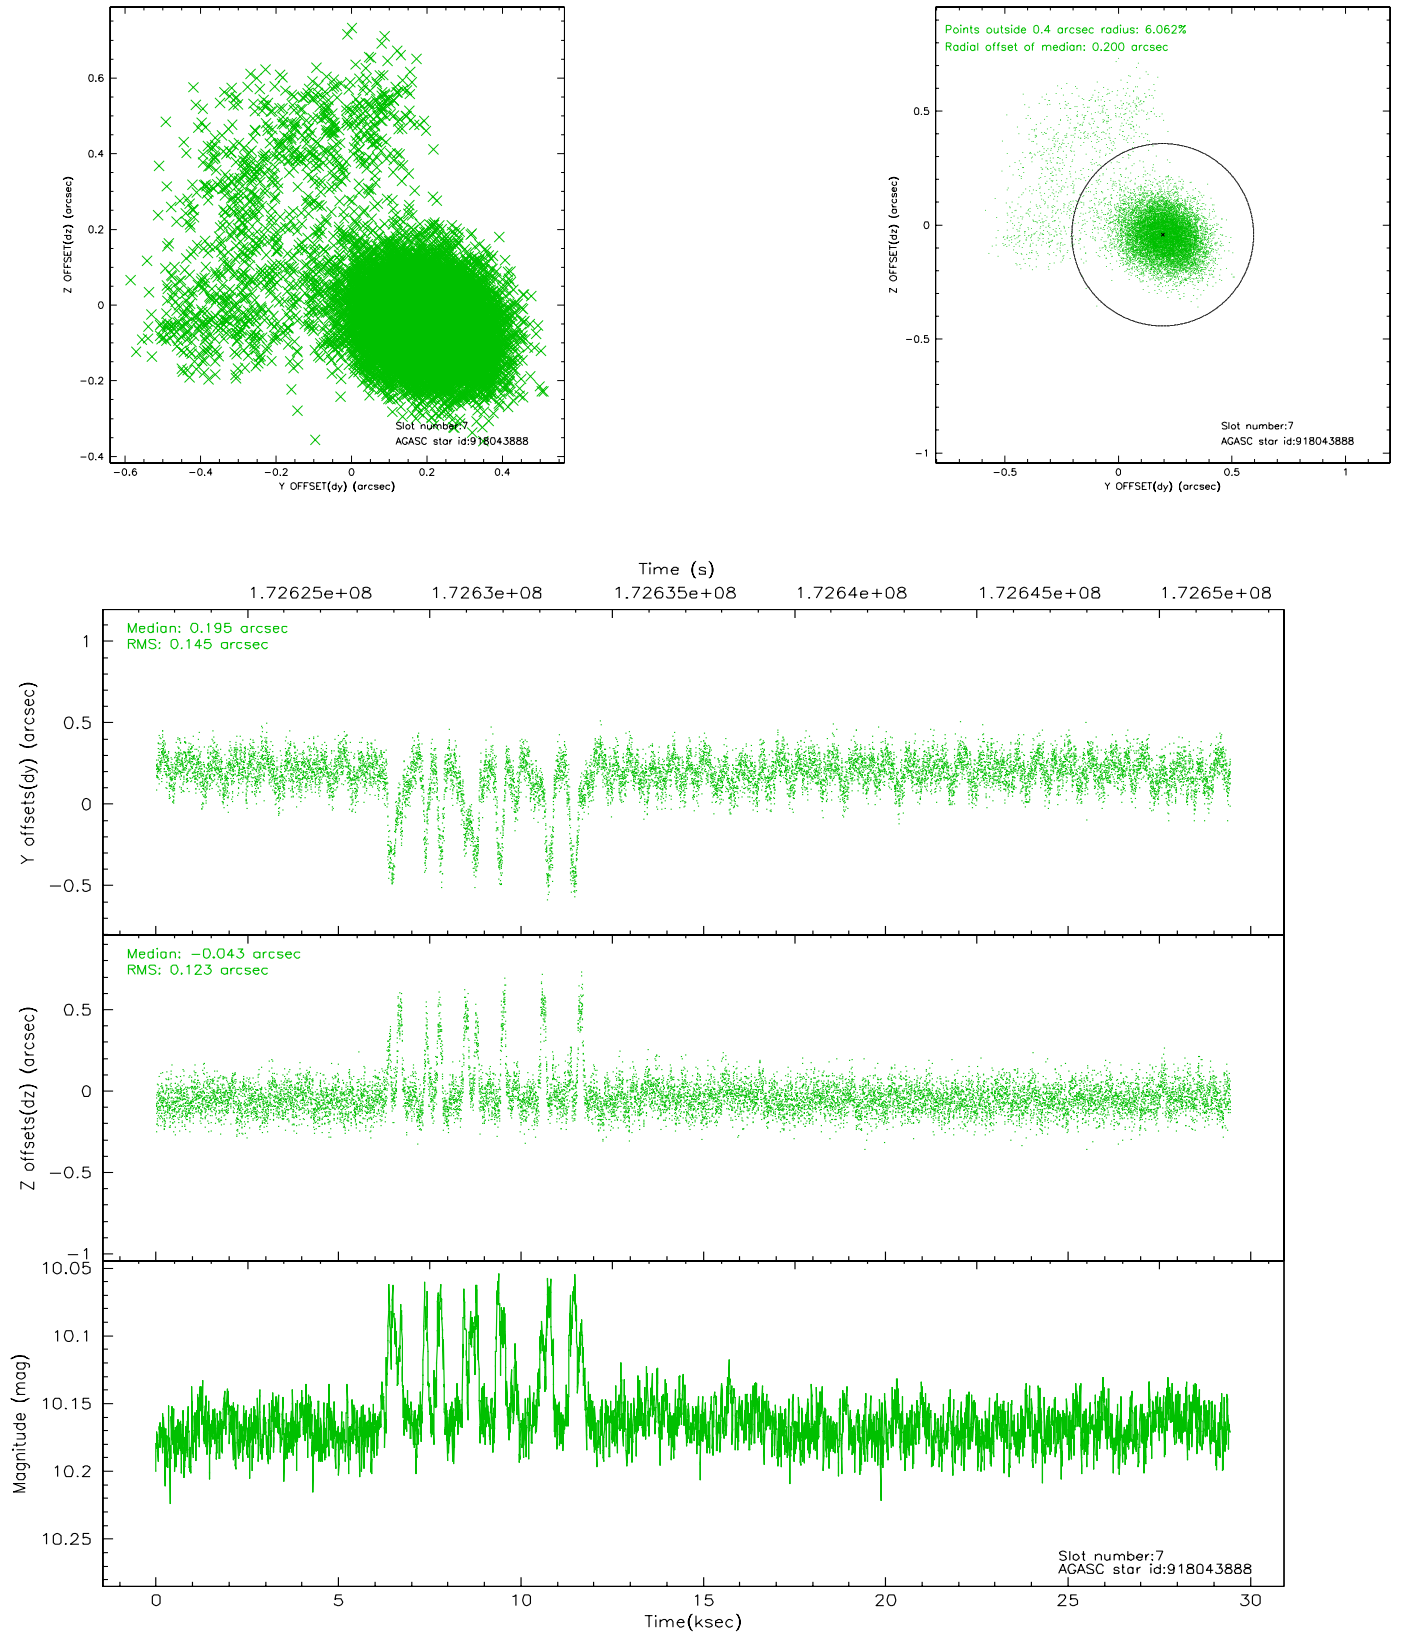 Z OFFSET(dz) (arcsec)
0.6
0.4
0.2
0
−0.2
−0.4
Slot number:7
AGASC star id:918043888
−0.6
−0.4
−0.2
0
0.2
0.4
Y OFFSET(dy) (arcsec)
Points outside 0.4 arcsec radius: 6.062%
Radial offset of median: 0.200 arcsec
Z OFFSET(dz) (arcsec)
0.5
0
−0.5
−1
Slot number:7
AGASC star id:918043888
−0.5
0
0.5
1
Y OFFSET(dy) (arcsec)
Time (s)
1.72625e+08
1.7263e+08
1.72635e+08
1.7264e+08
1.72645e+08
1.7265e+08
Median: 0.195 arcsec
RMS: 0.145 arcsec
Y offsets(dy) (arcsec)
1
0.5
0
−0.5
Median: −0.043 arcsec
RMS: 0.123 arcsec
Z offsets(dz) (arcsec)
0.5
0
−0.5
−1
Magnitude (mag)
10.05
10.1
10.15
10.2
10.25
Slot number:7
AGASC star id:918043888
0
5
10
15
20
25
30
Time(ksec)